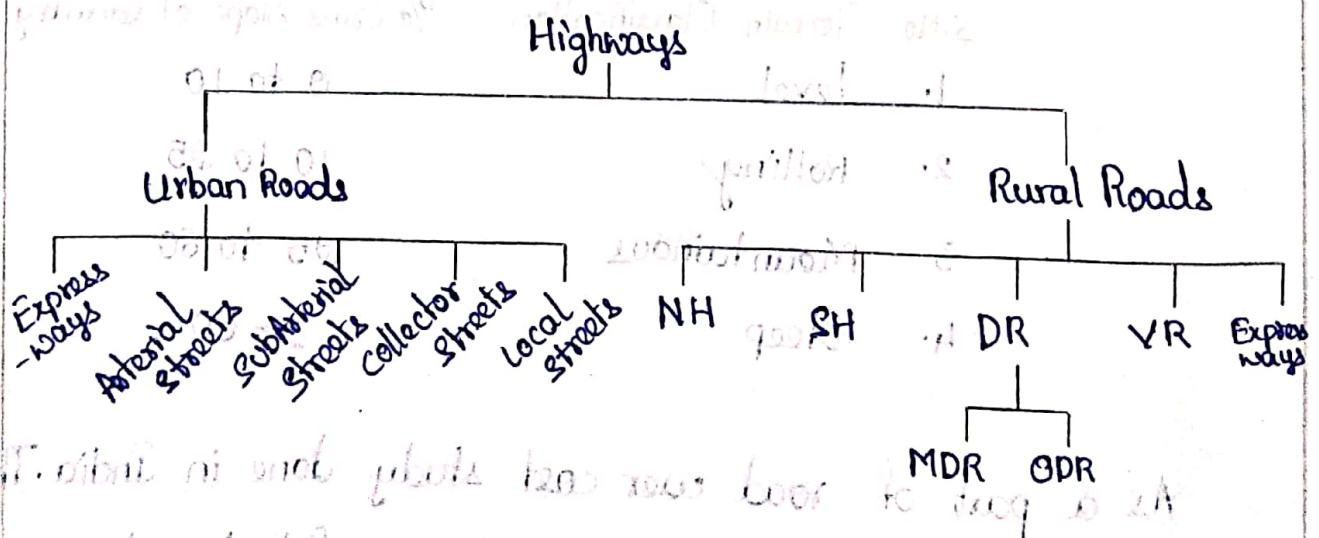 Highways
Urban Roads
Rural Roads
Express
-ways
Arterial
Streets
SubArterial
Streets
Collector
Streets
Local
Streets
NH
SH
DR
VR
Express
ways
MDR
ODR